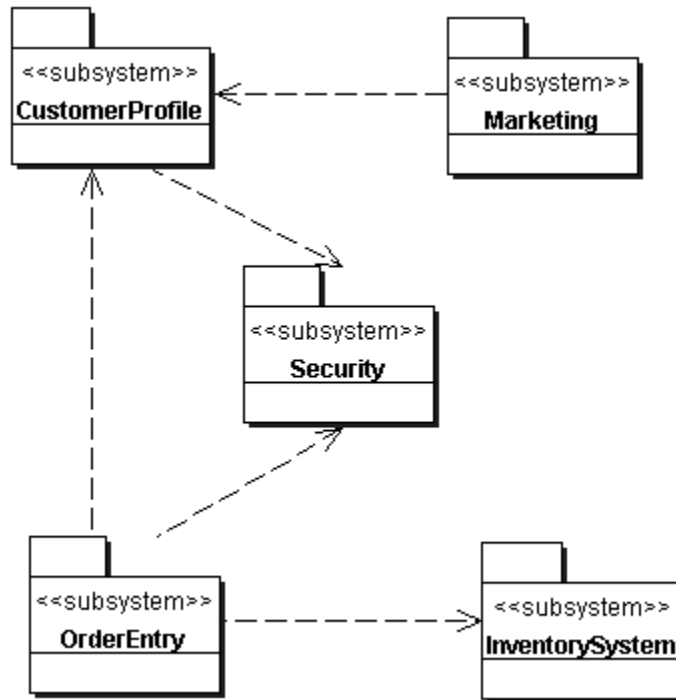 <<subsystem>>
CustomerProfile
<<subsystem>>
Marketing
<<subsystem>>
Security
<<subsystem>>
OrderEntry
<<subsystem>>
InventorySystem